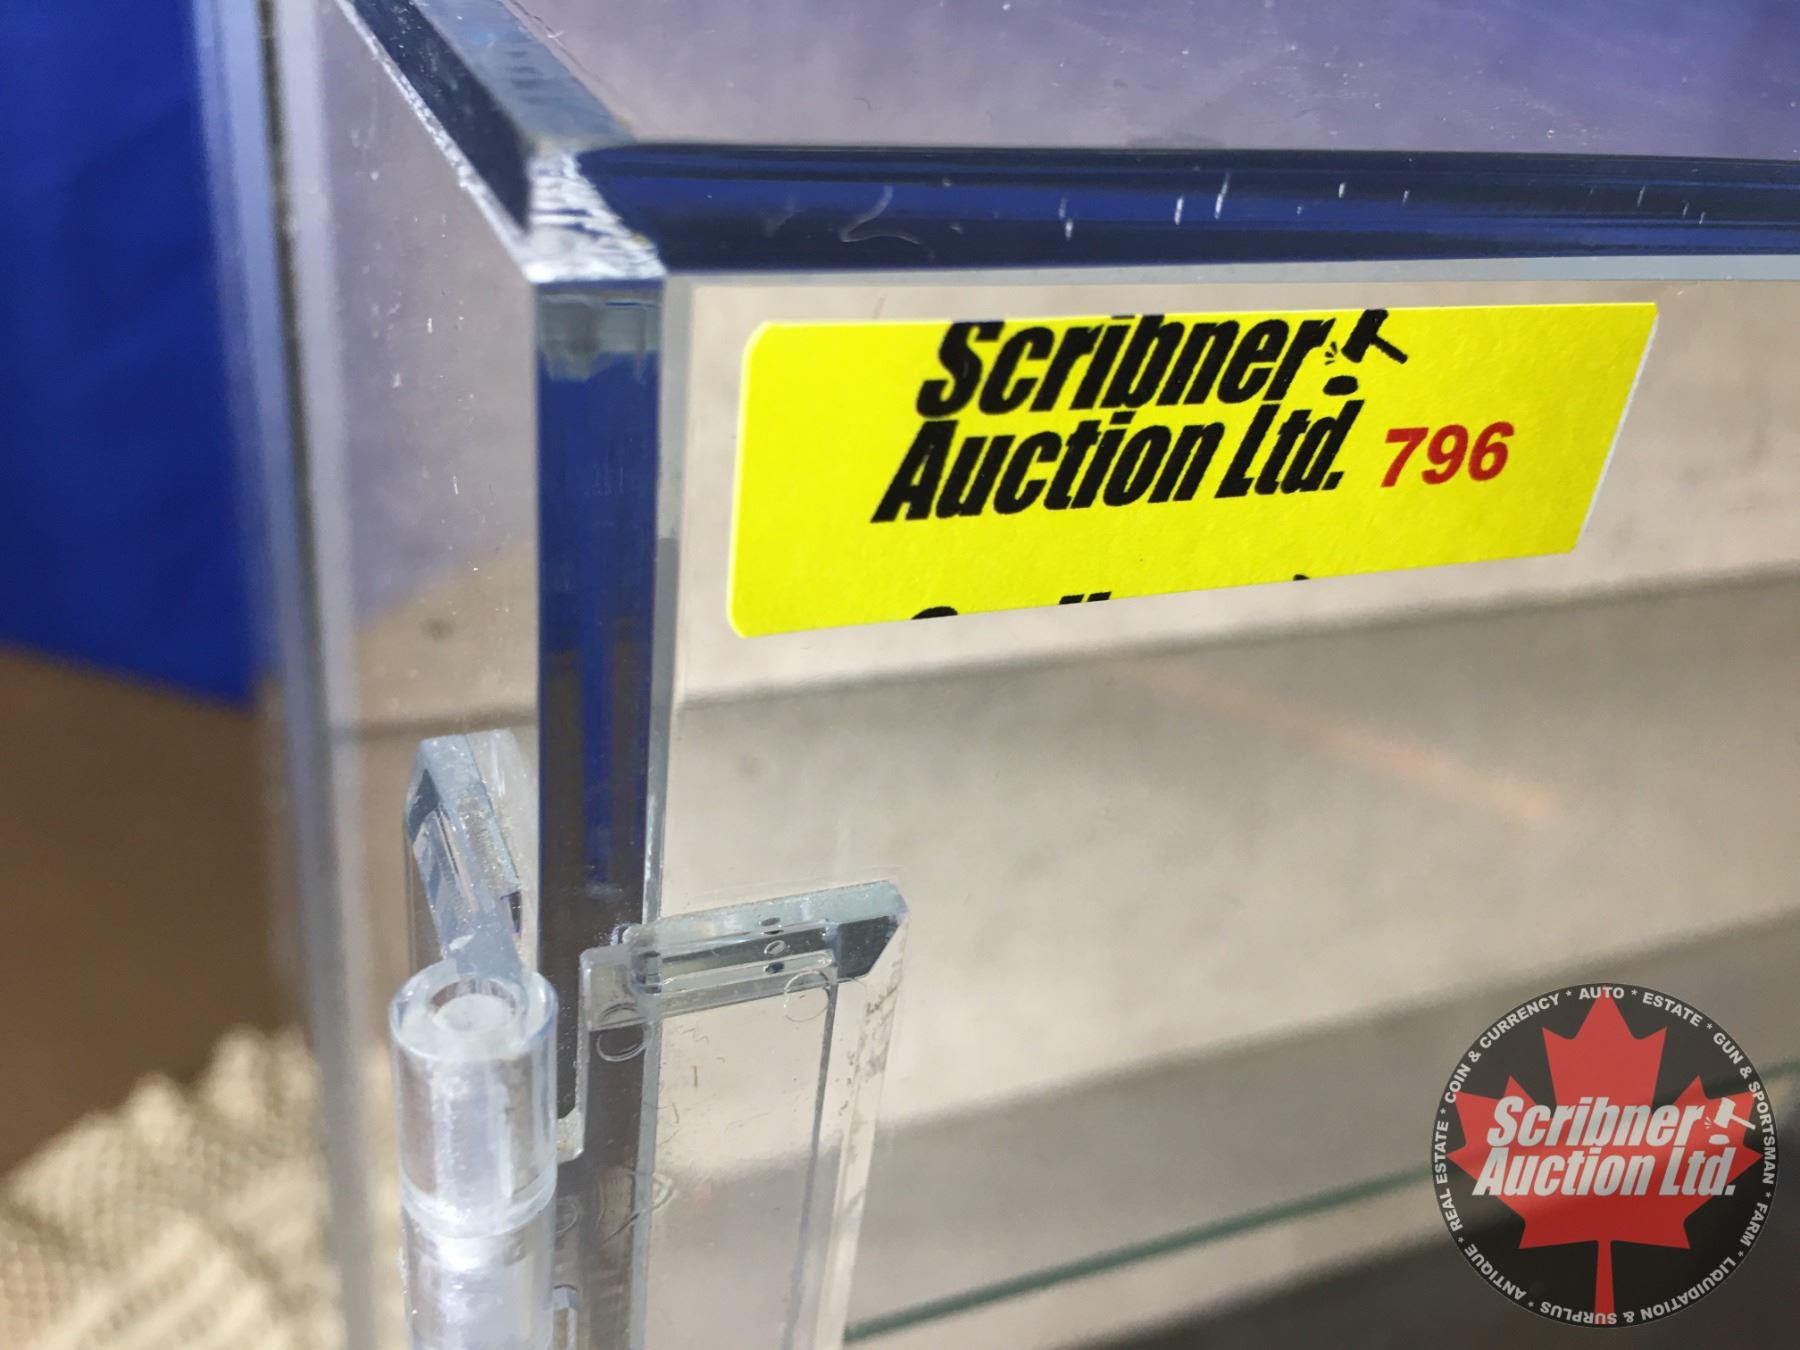 Scribner
Auction Ltd. 796
COIN & CURRENCY * AUTO * ESTATE * GUN & SPORTSMAN * FARM * LIQUIDATION & SURPLUS * ANTIQUE * REAL ESTATE *
Scribner
Auction Ltd.